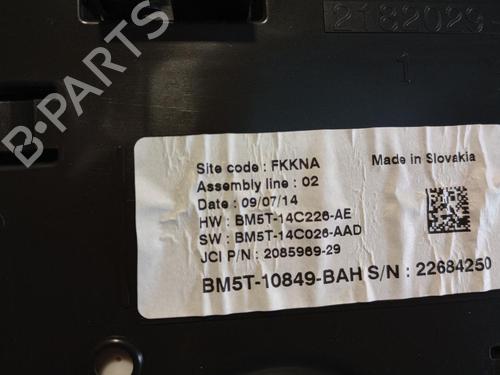 2182029
1
B-PARTS
Site code : FKKNA
Made in Slovakia
Assembly line : 02
Date : 09/07/14
HW : BM5T-14C226-AE
SW : BM5T-14C026-AAD
JCI P/N : 2085969-29
BM5T-10849-BAH S/N : 22684250